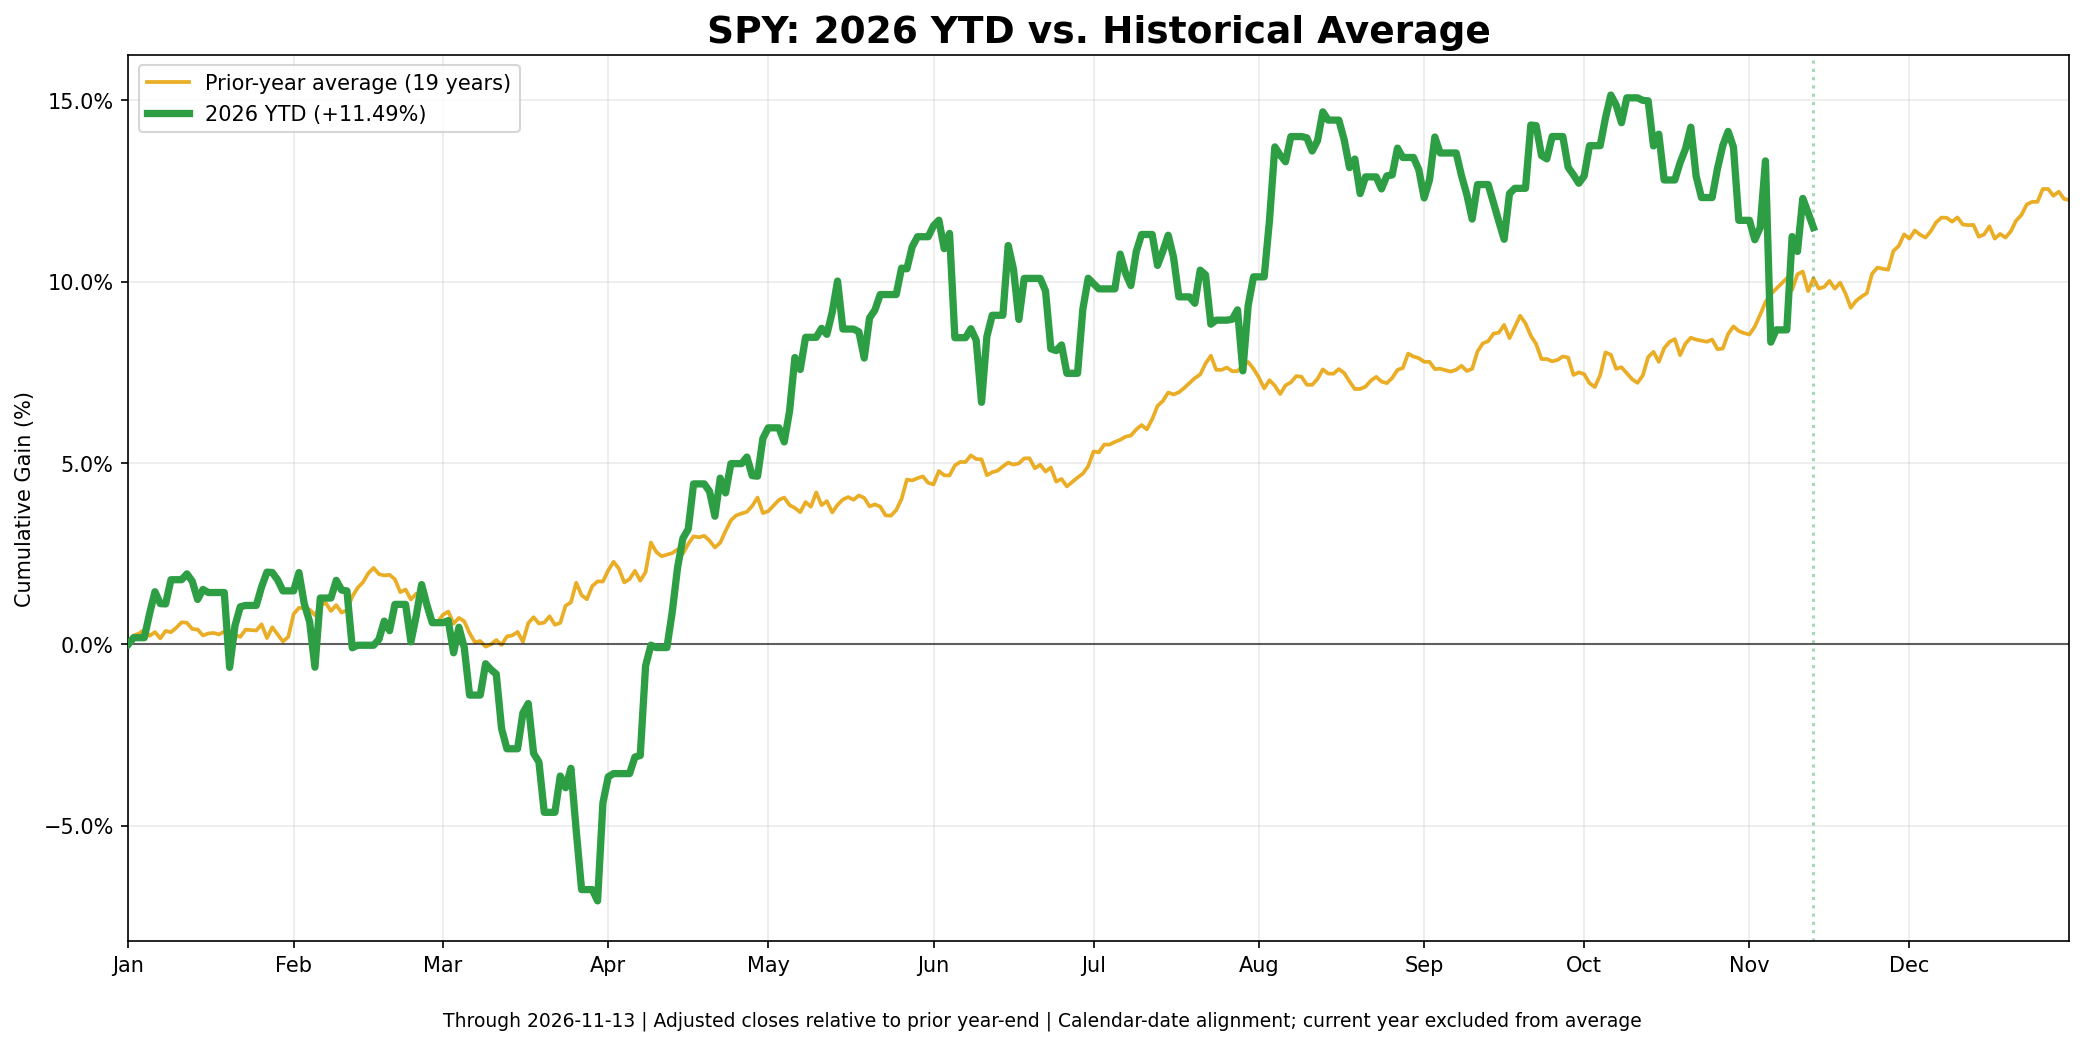 SPY: 2026 YTD vs. Historical Average
Prior-year average (19 years)
2026 YTD (+11.49%)
Cumulative Gain (%)
15.0%
10.0%
5.0%
0.0%
−5.0%
Jan Feb Mar Apr May Jun Jul Aug Sep Oct Nov Dec
Through 2026-11-13 | Adjusted closes relative to prior year-end | Calendar-date alignment; current year excluded from average